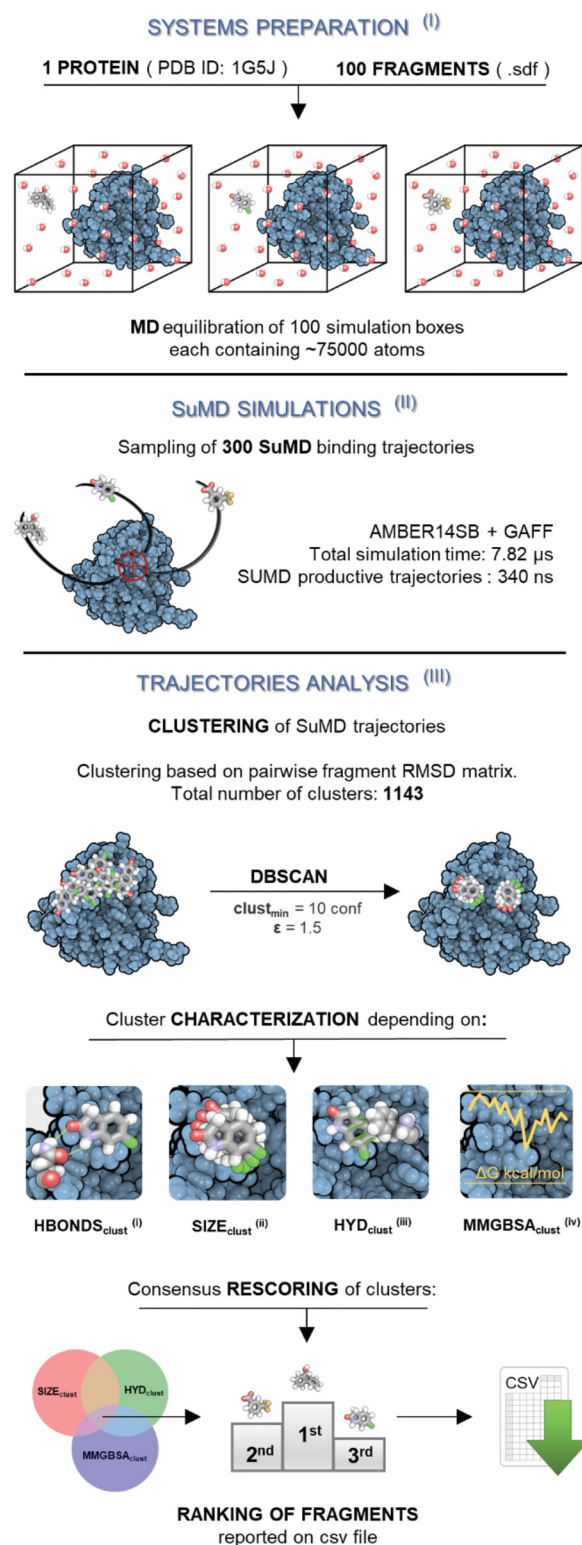 SYSTEMS PREPARATION (I)
1 PROTEIN ( PDB ID: 1G5J )
100 FRAGMENTS ( .sdf )
MD equilibration of 100 simulation boxes
each containing ~75000 atoms
SuMD SIMULATIONS (II)
Sampling of 300 SuMD binding trajectories
AMBER14SB + GAFF
Total simulation time: 7.82 µs
SUMD productive trajectories : 340 ns
TRAJECTORIES ANALYSIS (III)
CLUSTERING of SuMD trajectories
Clustering based on pairwise fragment RMSD matrix.
Total number of clusters: 1143
DBSCAN
clustmin = 10 conf
ε = 1.5
Cluster CHARACTERIZATION depending on:
ΔG kcal/mol
HBONDSclust (i)
SIZEclust (ii)
HYDclust (iii)
MMGBSAclust (iv)
Consensus RESCORING of clusters:
SIZEclust
HYDclust
MMGBSAclust
2nd
1st
3rd
CSV
RANKING OF FRAGMENTS
reported on csv file